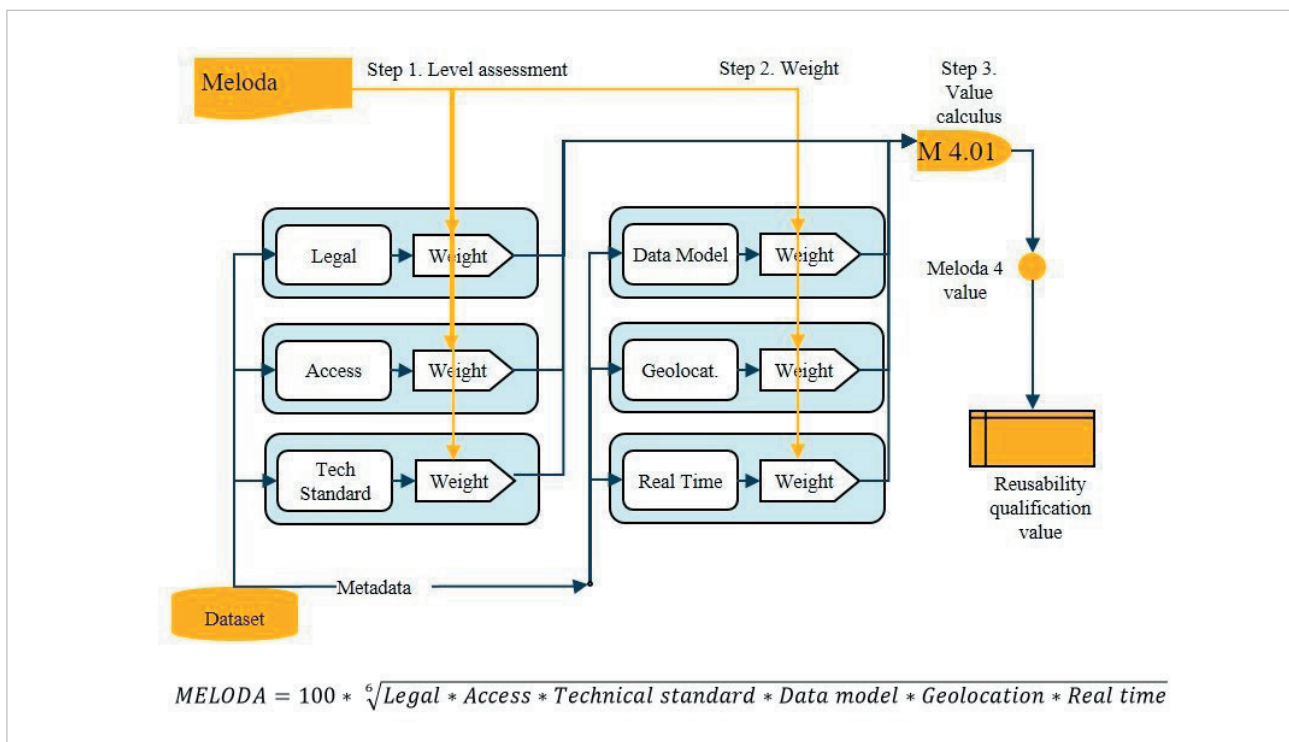 Meloda
Step 1. Level assessment
Step 2. Weight
Step 3.
Value
calculus
M 4.01
Legal
Weight
Data Model
Weight
Meloda 4
value
Access
Weight
Geolocat.
Weight
Tech
Standard
Weight
Real Time
Weight
Reusability
qualification
value
Metadata
Dataset
MELODA = 100 * ⁶√Legal * Access * Technical standard * Data model * Geolocation * Real time